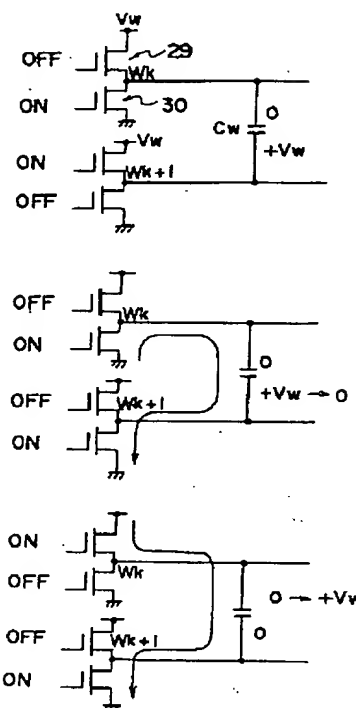 Vw
OFF
29
Wk
ON
30
0
Cw
+Vw
ON
Vw
Wk+1
OFF
OFF
Wk
ON
0
+Vw → 0
OFF
Wk+1
ON
ON
Wk
OFF
0 → +Vw
OFF
Wk+1
0
ON